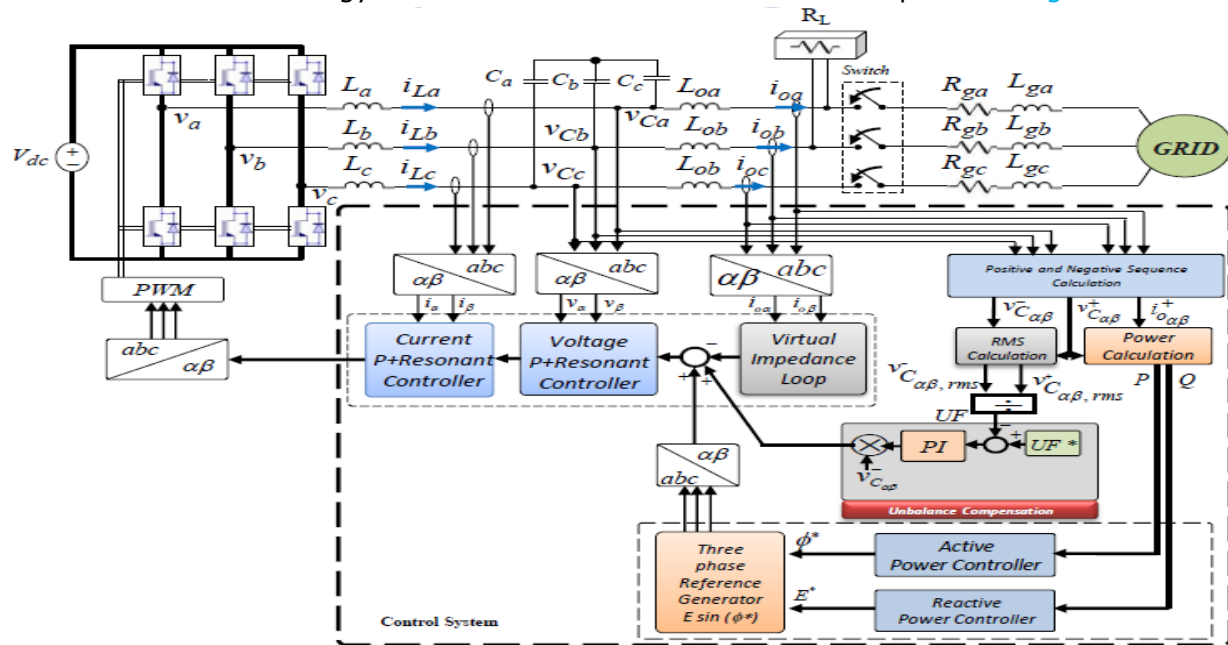 R_L
Switch
L_a i_La C_a C_b C_c L_oa i_oa R_ga L_ga
v_a v_Ca
L_b i_Lb v_Cb L_ob i_ob R_gb L_gb
V_dc v_b GRID
L_c i_Lc v_Cc L_ob i_oc R_gc L_gc
v_c
abc abc abc
αβ αβ αβ
Positive and Negative Sequence
Calculation
PWM
i_α i_β v_α v_β i_oα i_oβ
v^-_Cαβ v^+_Cαβ i^+_oαβ
Current
P+Resonant
Controller
Voltage
P+Resonant
Controller
Virtual
Impedance
Loop
RMS
Calculation
Power
Calculation
abc
αβ
P Q
v^-_Cαβ, rms v^+_Cαβ, rms
÷
UF
PI
UF *
v^-_Cαβ
αβ
abc
Unbalance Compensation
Three
phase
Reference
Generator
E sin (ϕ*)
ϕ*
Active
Power Controller
E*
Reactive
Power Controller
Control System